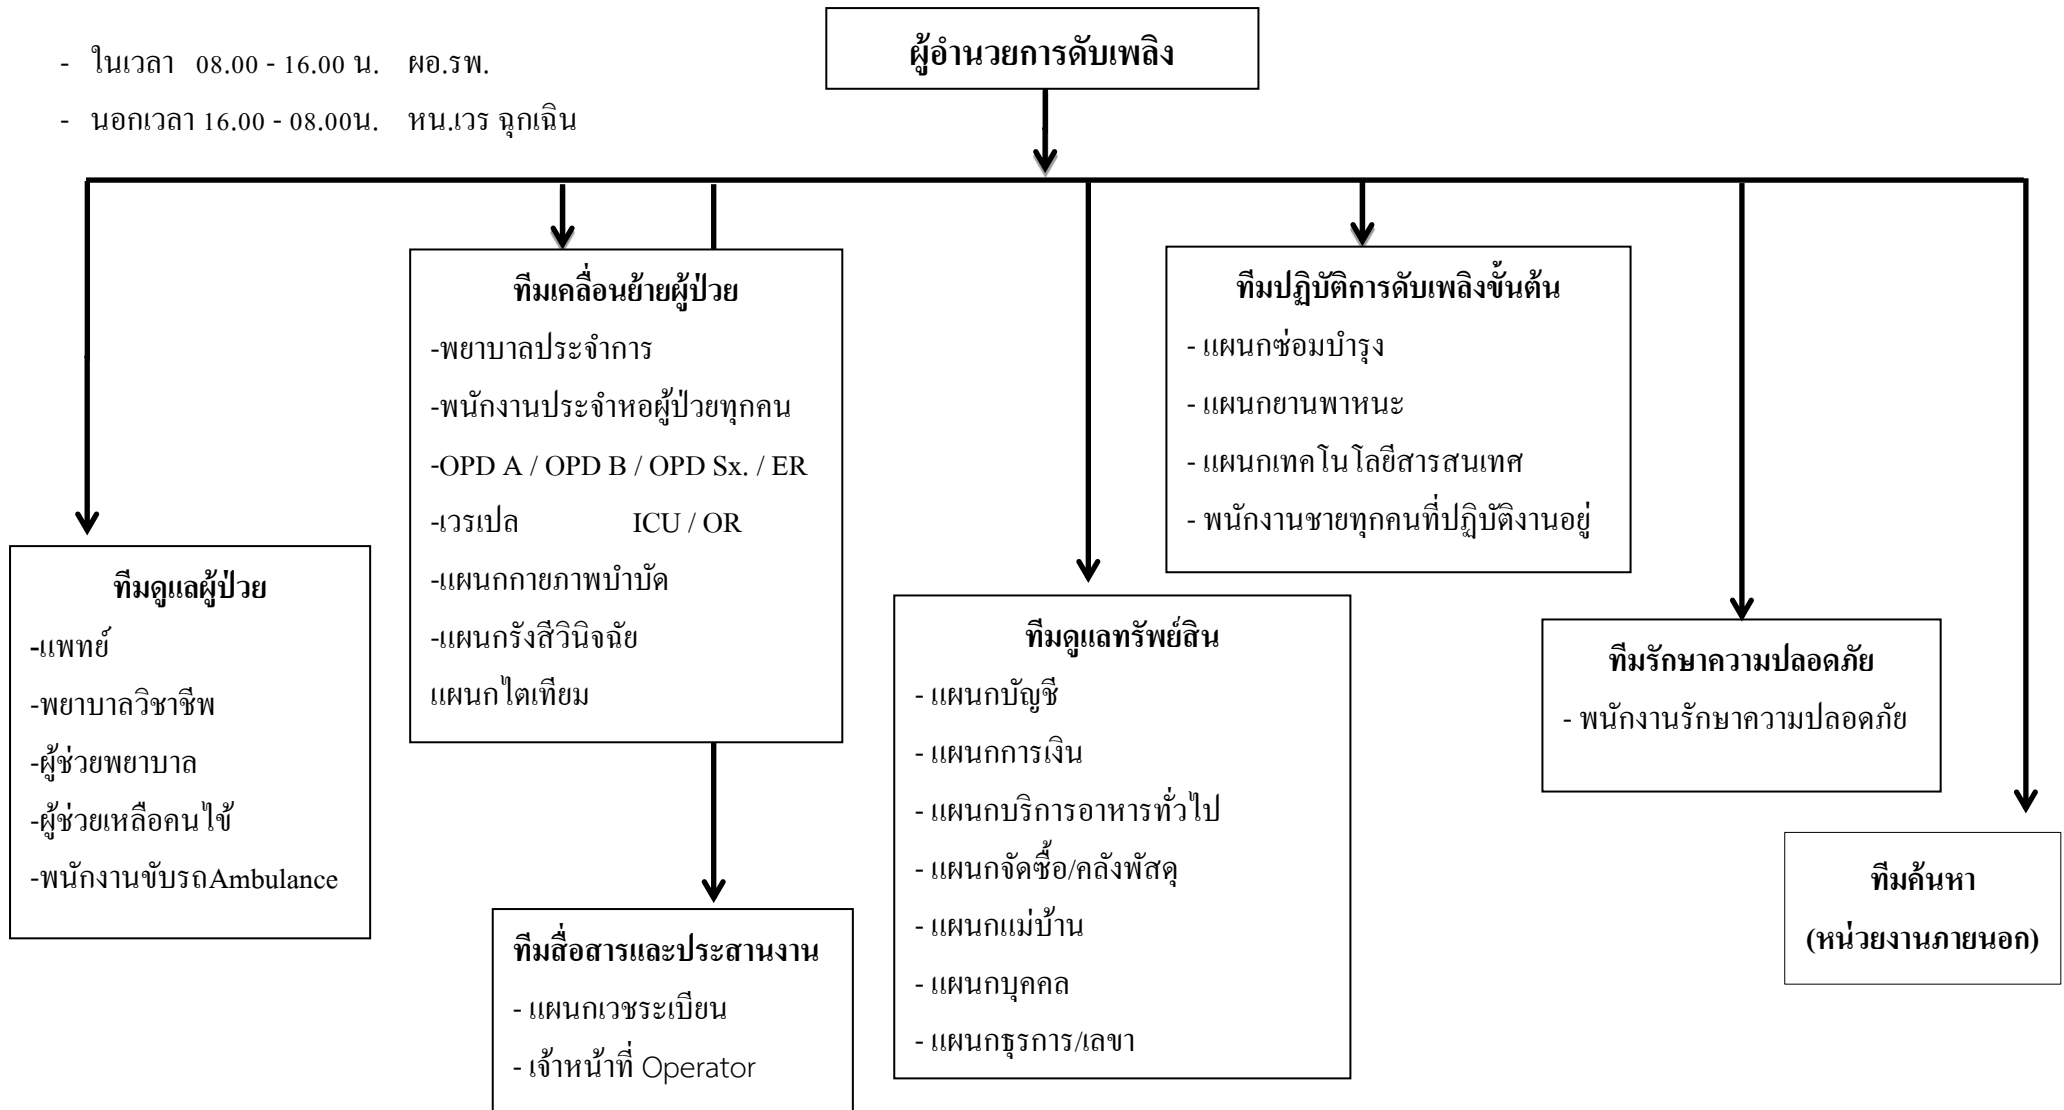 ผู้อำนวยการดับเพลิง
- ในเวลา 08.00 - 16.00 น. ผอ.รพ.
- นอกเวลา 16.00 - 08.00น. หน.เวร ฉุกเฉิน
ทีมดูแลผู้ป่วย
-แพทย์
-พยาบาลวิชาชีพ
-ผู้ช่วยพยาบาล
-ผู้ช่วยเหลือคนไข้
-พนักงานขับรถAmbulance
ทีมเคลื่อนย้ายผู้ป่วย
-พยาบาลประจำการ
-พนักงานประจำหอผู้ป่วยทุกคน
-OPD A / OPD B / OPD Sx. / ER
-เวรเปล ICU / OR
-แผนกกายภาพบำบัด
-แผนกรังสีวินิจฉัย
แผนกไตเทียม
ทีมสื่อสารและประสานงาน
- แผนกเวชระเบียน
- เจ้าหน้าที่ Operator
ทีมดูแลทรัพย์สิน
- แผนกบัญชี
- แผนกการเงิน
- แผนกบริการอาหารทั่วไป
- แผนกจัดซื้อ/คลังพัสดุ
- แผนกแม่บ้าน
- แผนกบุคคล
- แผนกธุรการ/เลขา
ทีมปฏิบัติการดับเพลิงขั้นต้น
- แผนกซ่อมบำรุง
- แผนกยานพาหนะ
- แผนกเทคโนโลยีสารสนเทศ
- พนักงานชายทุกคนที่ปฏิบัติงานอยู่
ทีมรักษาความปลอดภัย
- พนักงานรักษาความปลอดภัย
ทีมค้นหา
(หน่วยงานภายนอก)